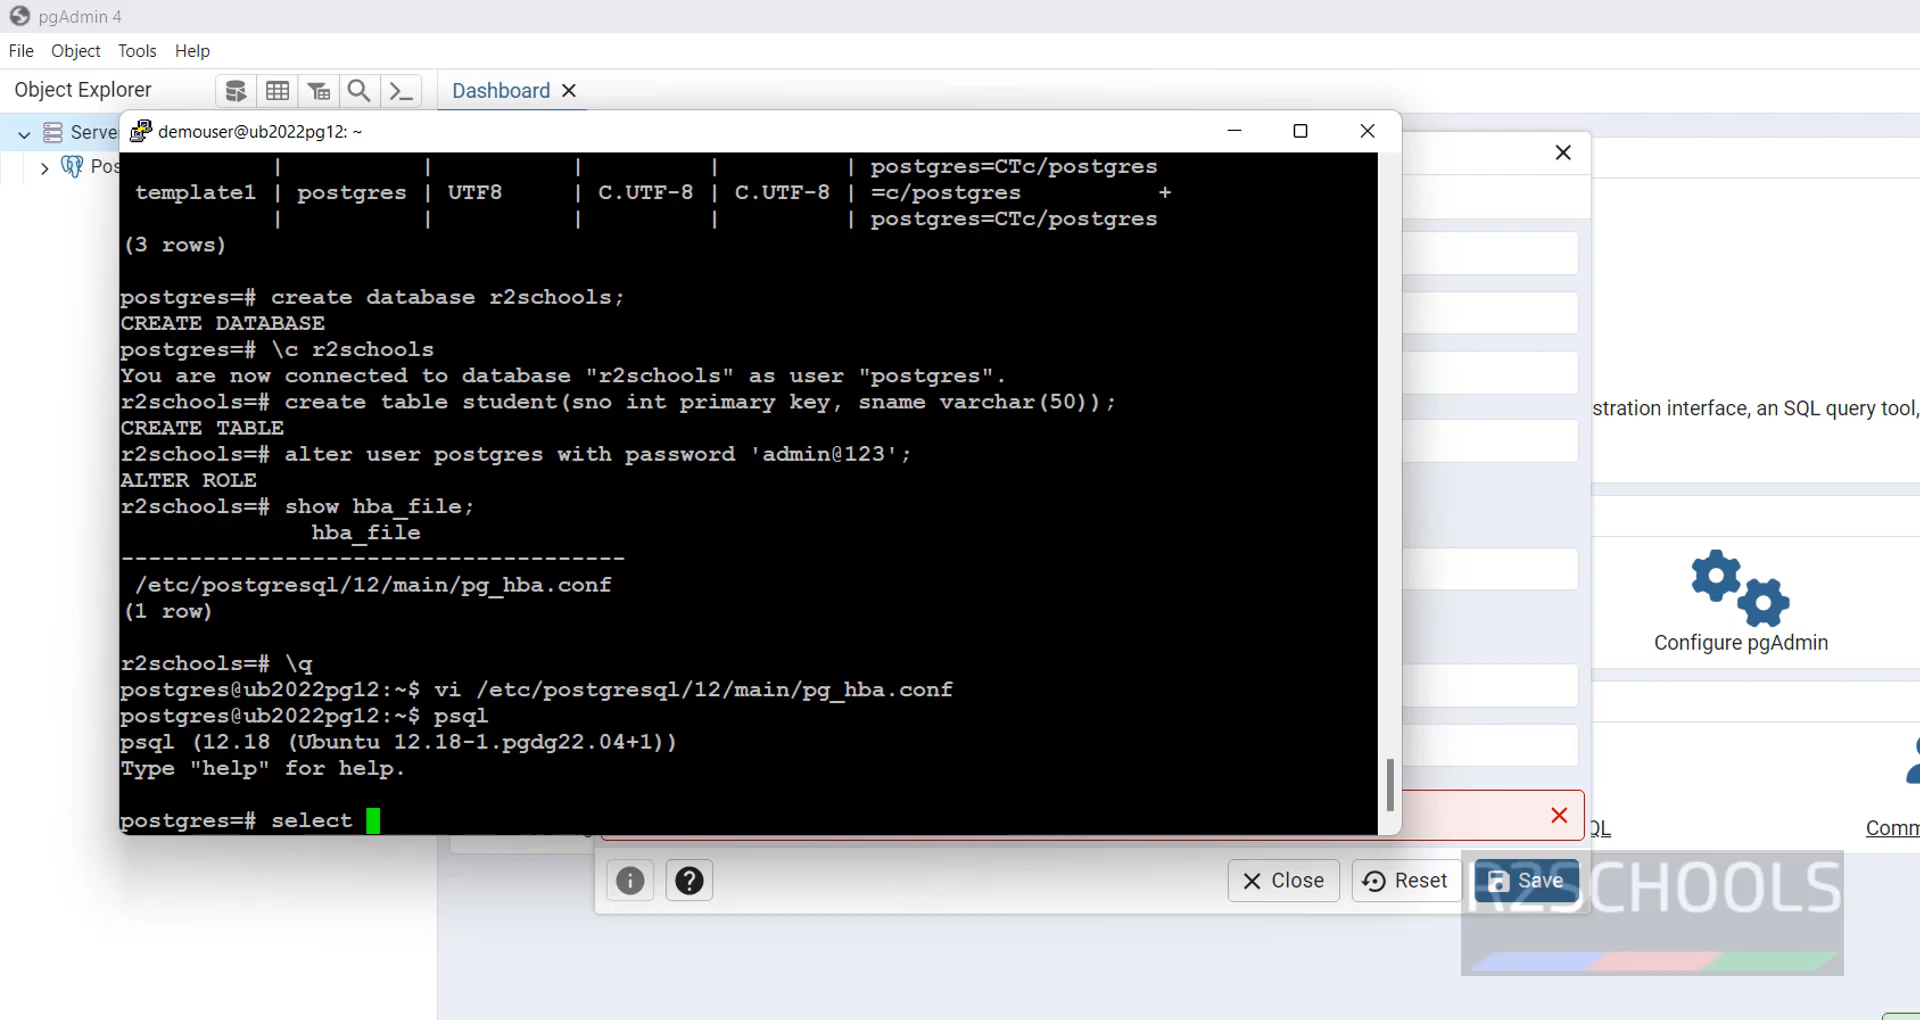 pgAdmin 4
File Object Tools Help
Object Explorer
Dashboard
Serve
Pos
demouser@ub2022pg12: ~
| | | | | postgres=CTc/postgres
template1 | postgres | UTF8 | C.UTF-8 | C.UTF-8 | =c/postgres +
| | | | | postgres=CTc/postgres
(3 rows)
postgres=# create database r2schools;
CREATE DATABASE
postgres=# \c r2schools
You are now connected to database "r2schools" as user "postgres".
r2schools=# create table student(sno int primary key, sname varchar(50));
CREATE TABLE
r2schools=# alter user postgres with password 'admin@123';
ALTER ROLE
r2schools=# show hba_file;
hba_file
-------------------------------------
/etc/postgresql/12/main/pg_hba.conf
(1 row)
r2schools=# \q
postgres@ub2022pg12:~$ vi /etc/postgresql/12/main/pg_hba.conf
postgres@ub2022pg12:~$ psql
psql (12.18 (Ubuntu 12.18-1.pgdg22.04+1))
Type "help" for help.
postgres=# select
stration interface, an SQL query tool,
Configure pgAdmin
QL
Comm
Close Reset Save
R2SCHOOLS